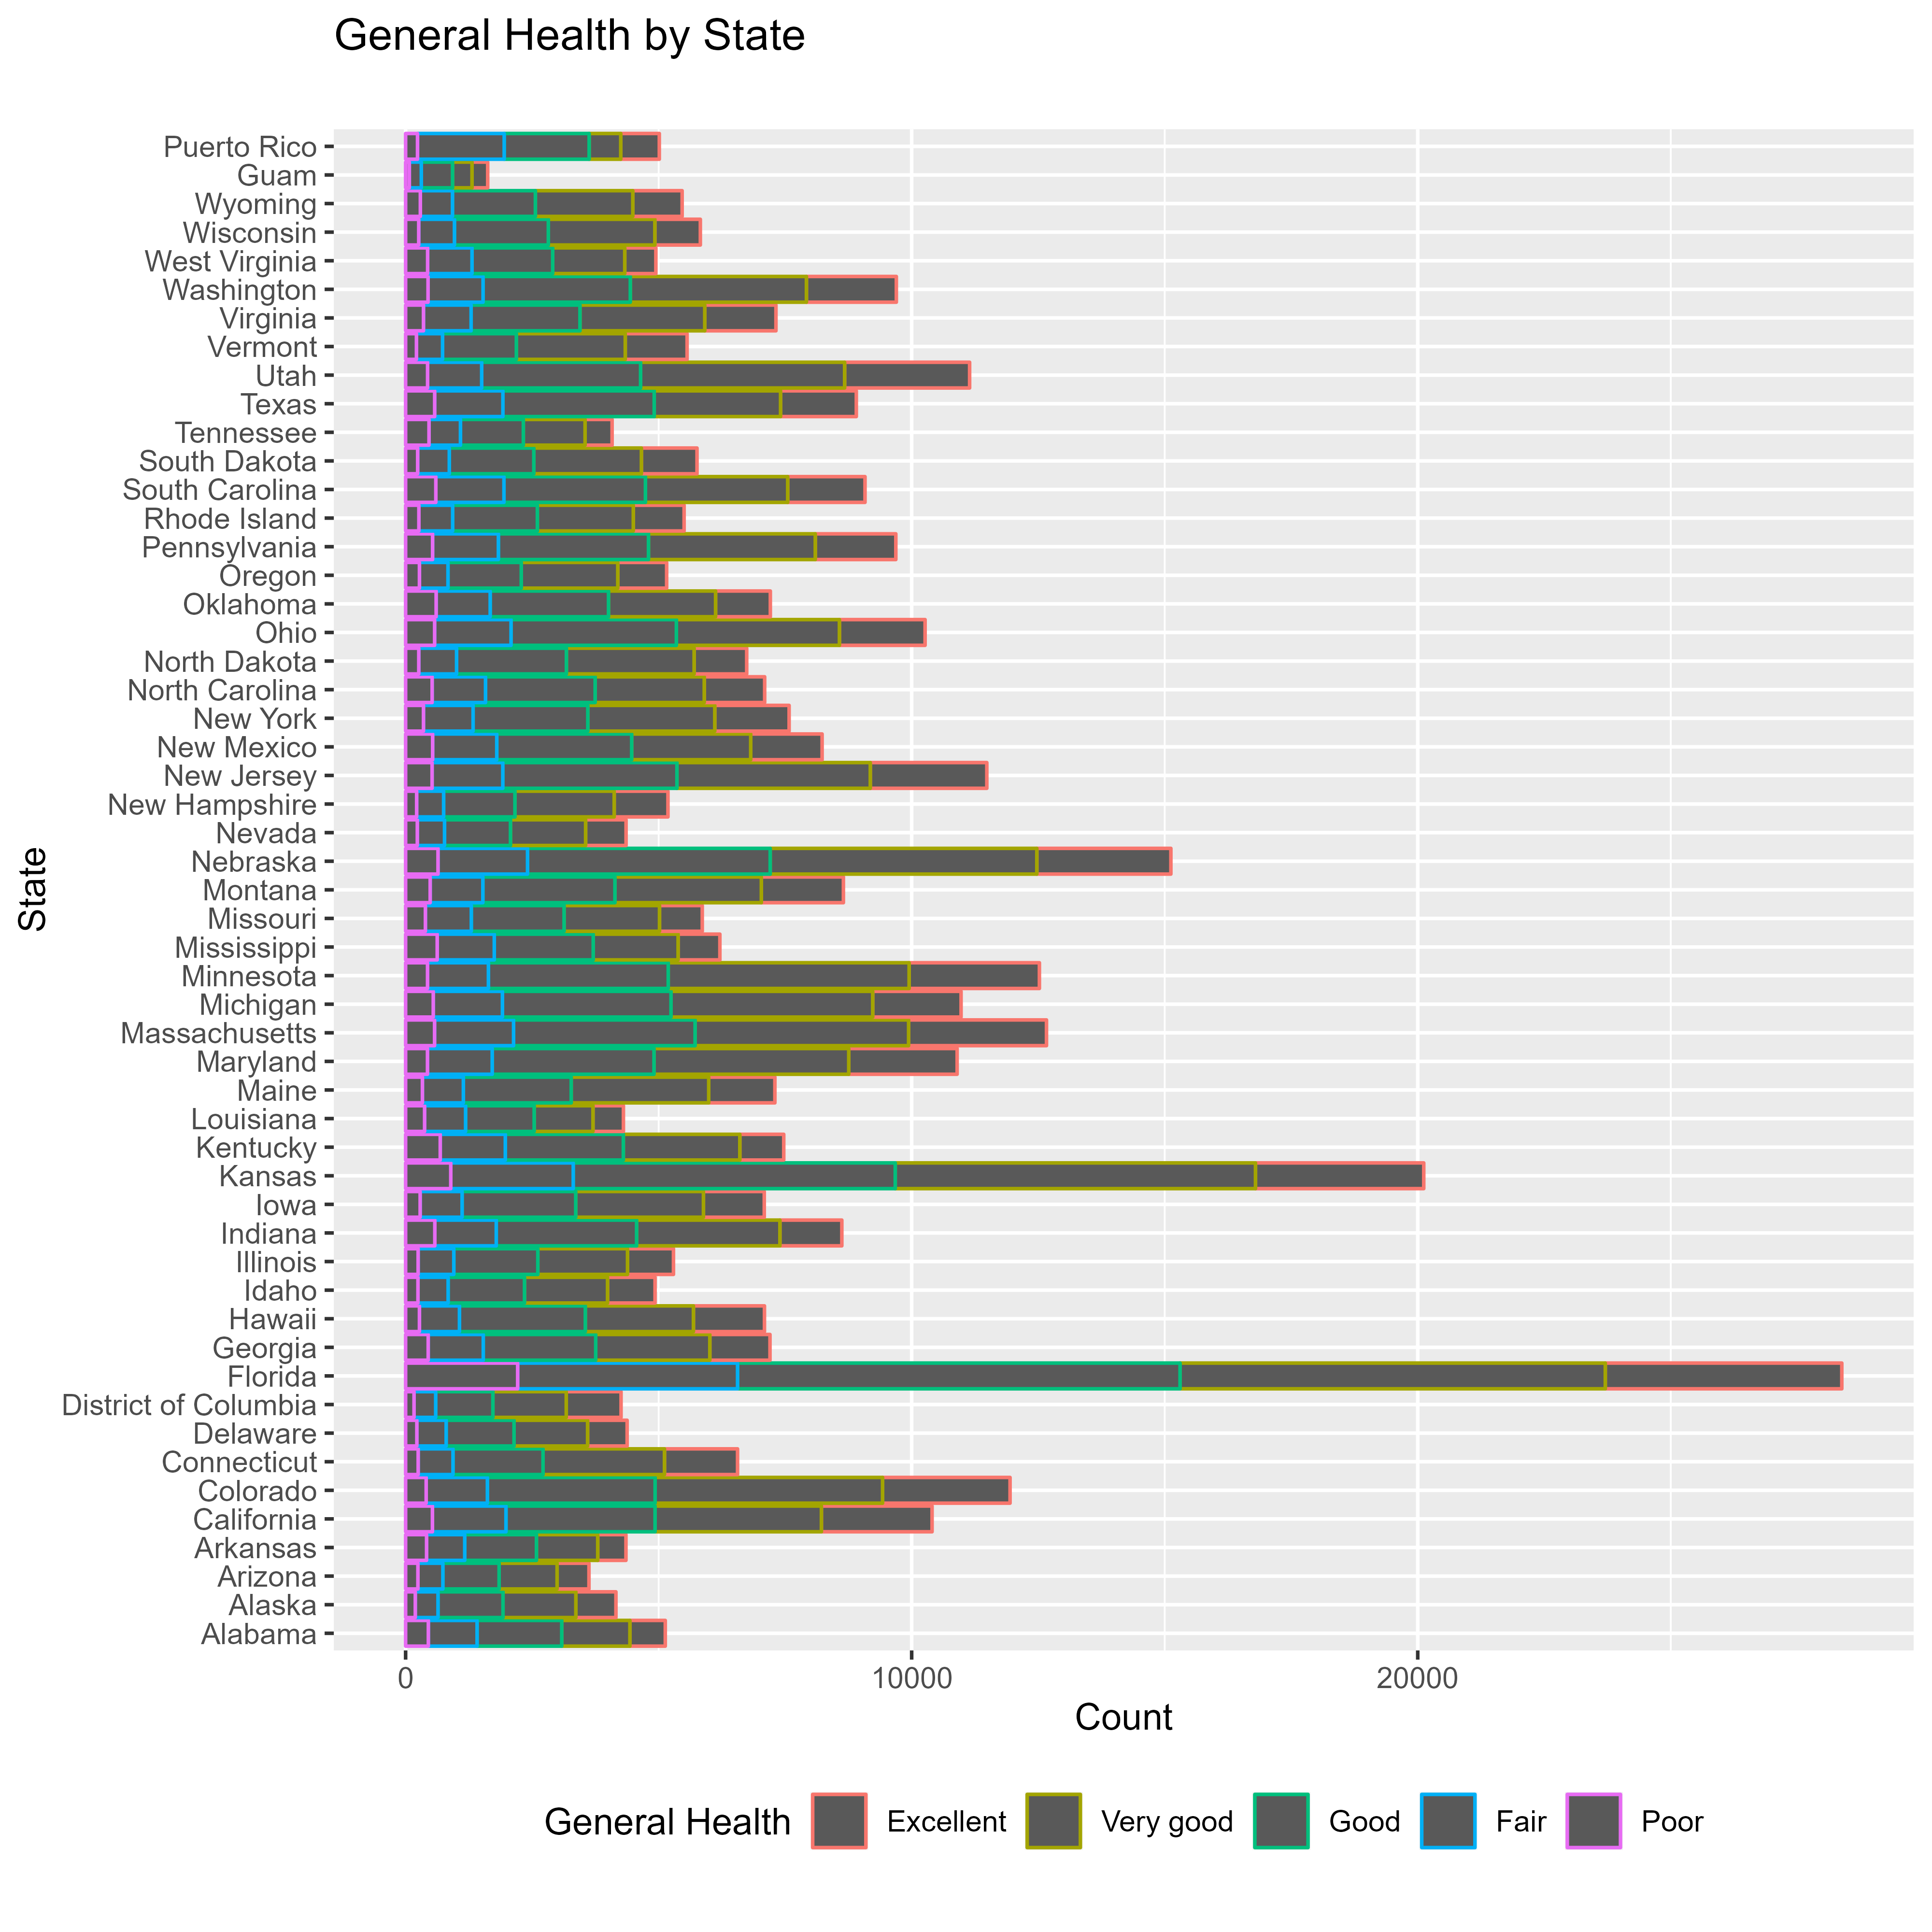 General Health by State
Puerto Rico
Guam
Wyoming
Wisconsin
West Virginia
Washington
Virginia
Vermont
Utah
Texas
Tennessee
South Dakota
South Carolina
Rhode Island
Pennsylvania
Oregon
Oklahoma
Ohio
North Dakota
North Carolina
New York
New Mexico
New Jersey
New Hampshire
Nevada
Nebraska
Montana
Missouri
Mississippi
Minnesota
Michigan
Massachusetts
Maryland
Maine
Louisiana
Kentucky
Kansas
Iowa
Indiana
Illinois
Idaho
Hawaii
Georgia
Florida
District of Columbia
Delaware
Connecticut
Colorado
California
Arkansas
Arizona
Alaska
Alabama
State
0 10000 20000
Count
General Health Excellent Very good Good Fair Poor